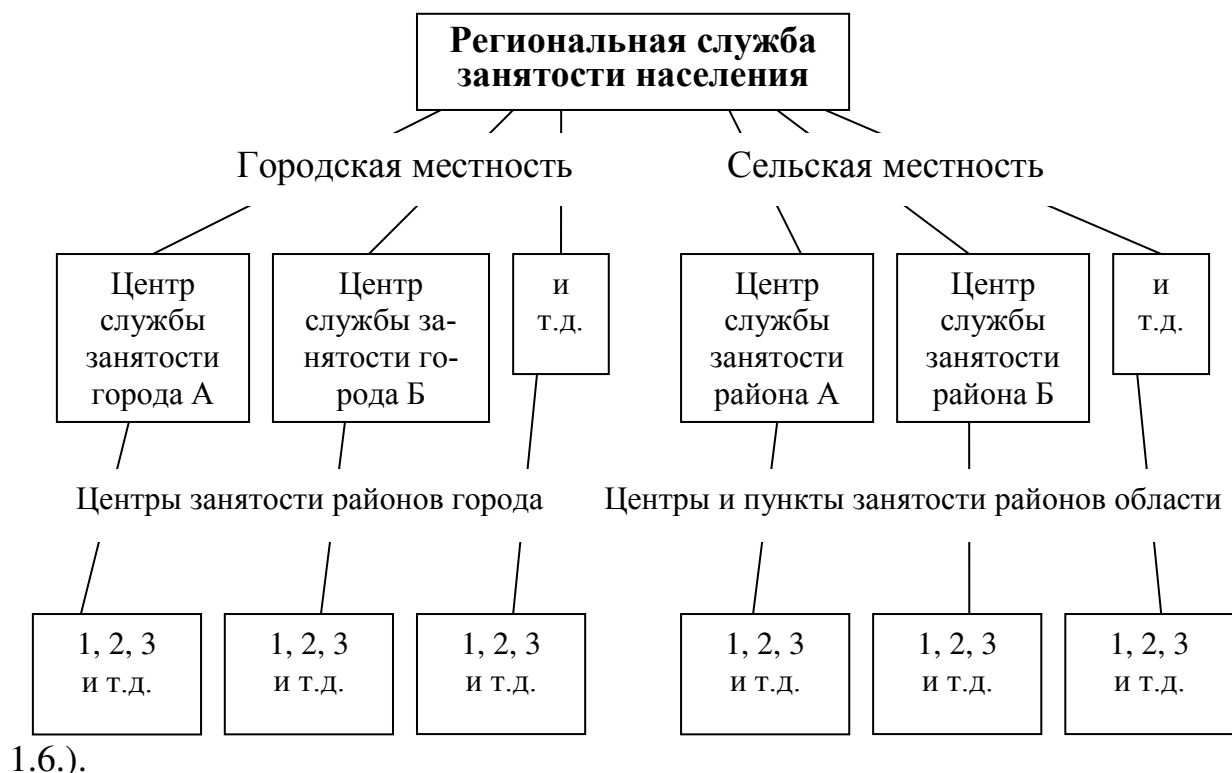 Региональная служба
занятости населения
Городская местность
Сельская местность
Центр
службы
занятости
города А
Центр
службы за-
нятости го-
рода Б
и
т.д.
Центр
службы
занятости
района А
Центр
службы
занятости
района Б
и
т.д.
Центры занятости районов города
Центры и пункты занятости районов области
1, 2, 3
и т.д.
1, 2, 3
и т.д.
1, 2, 3
и т.д.
1, 2, 3
и т.д.
1, 2, 3
и т.д.
1, 2, 3
и т.д.
1.6.).